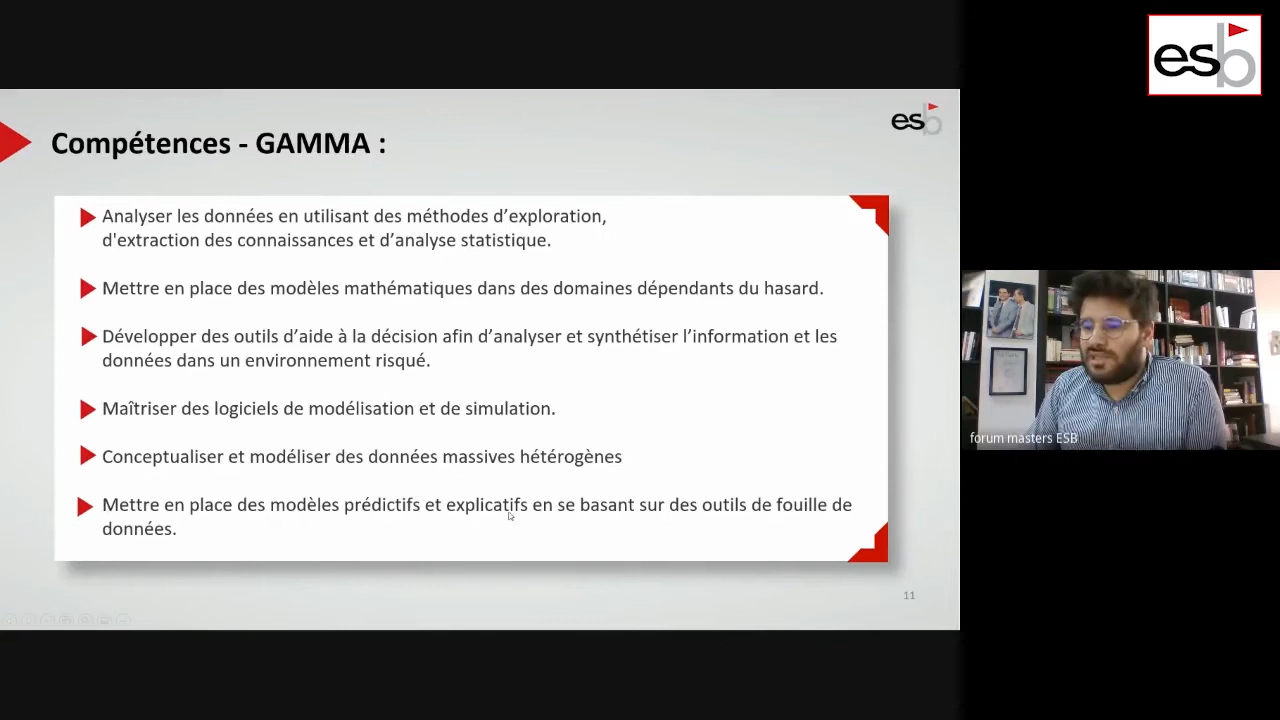 esb
esb
Compétences - GAMMA :
Analyser les données en utilisant des méthodes d’exploration,
d'extraction des connaissances et d’analyse statistique.
Mettre en place des modèles mathématiques dans des domaines dépendants du hasard.
Développer des outils d’aide à la décision afin d’analyser et synthétiser l’information et les
données dans un environnement risqué.
Maîtriser des logiciels de modélisation et de simulation.
Conceptualiser et modéliser des données massives hétérogènes
Mettre en place des modèles prédictifs et explicatifs en se basant sur des outils de fouille de
données.
11
forum masters ESB